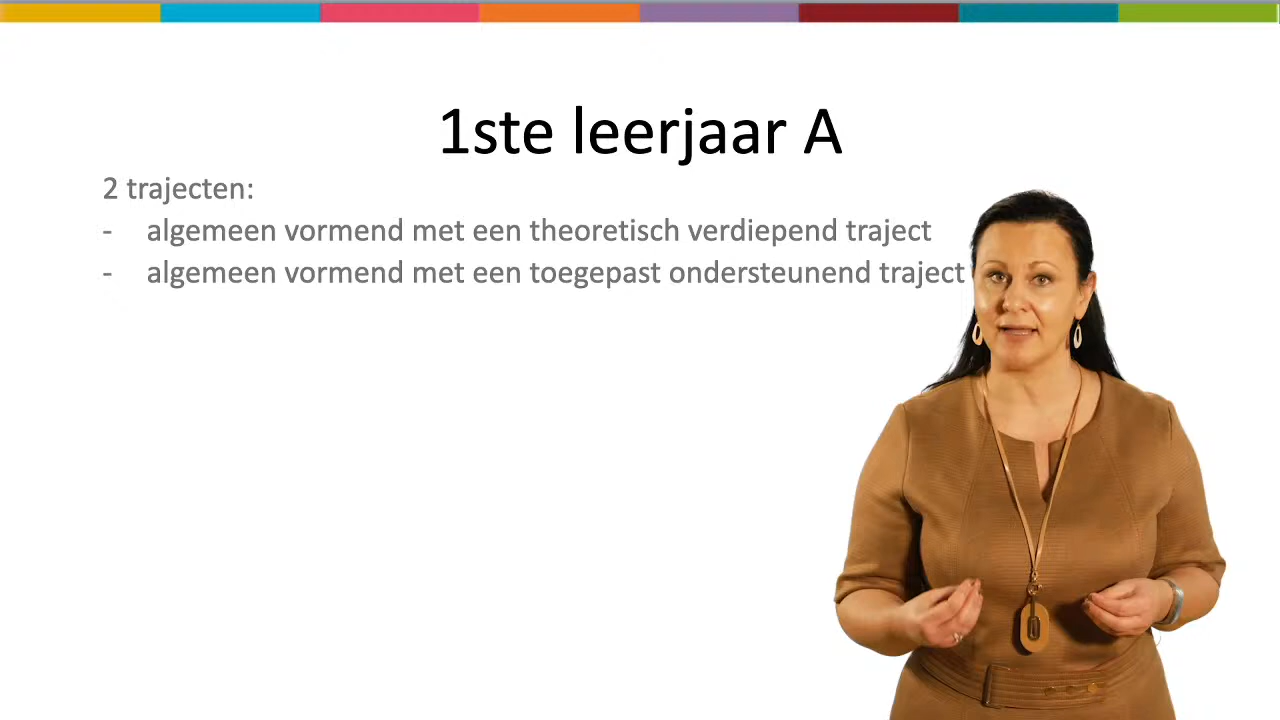 1ste leerjaar A
2 trajecten:
- algemeen vormend met een theoretisch verdiepend traject
- algemeen vormend met een toegepast ondersteunend traject